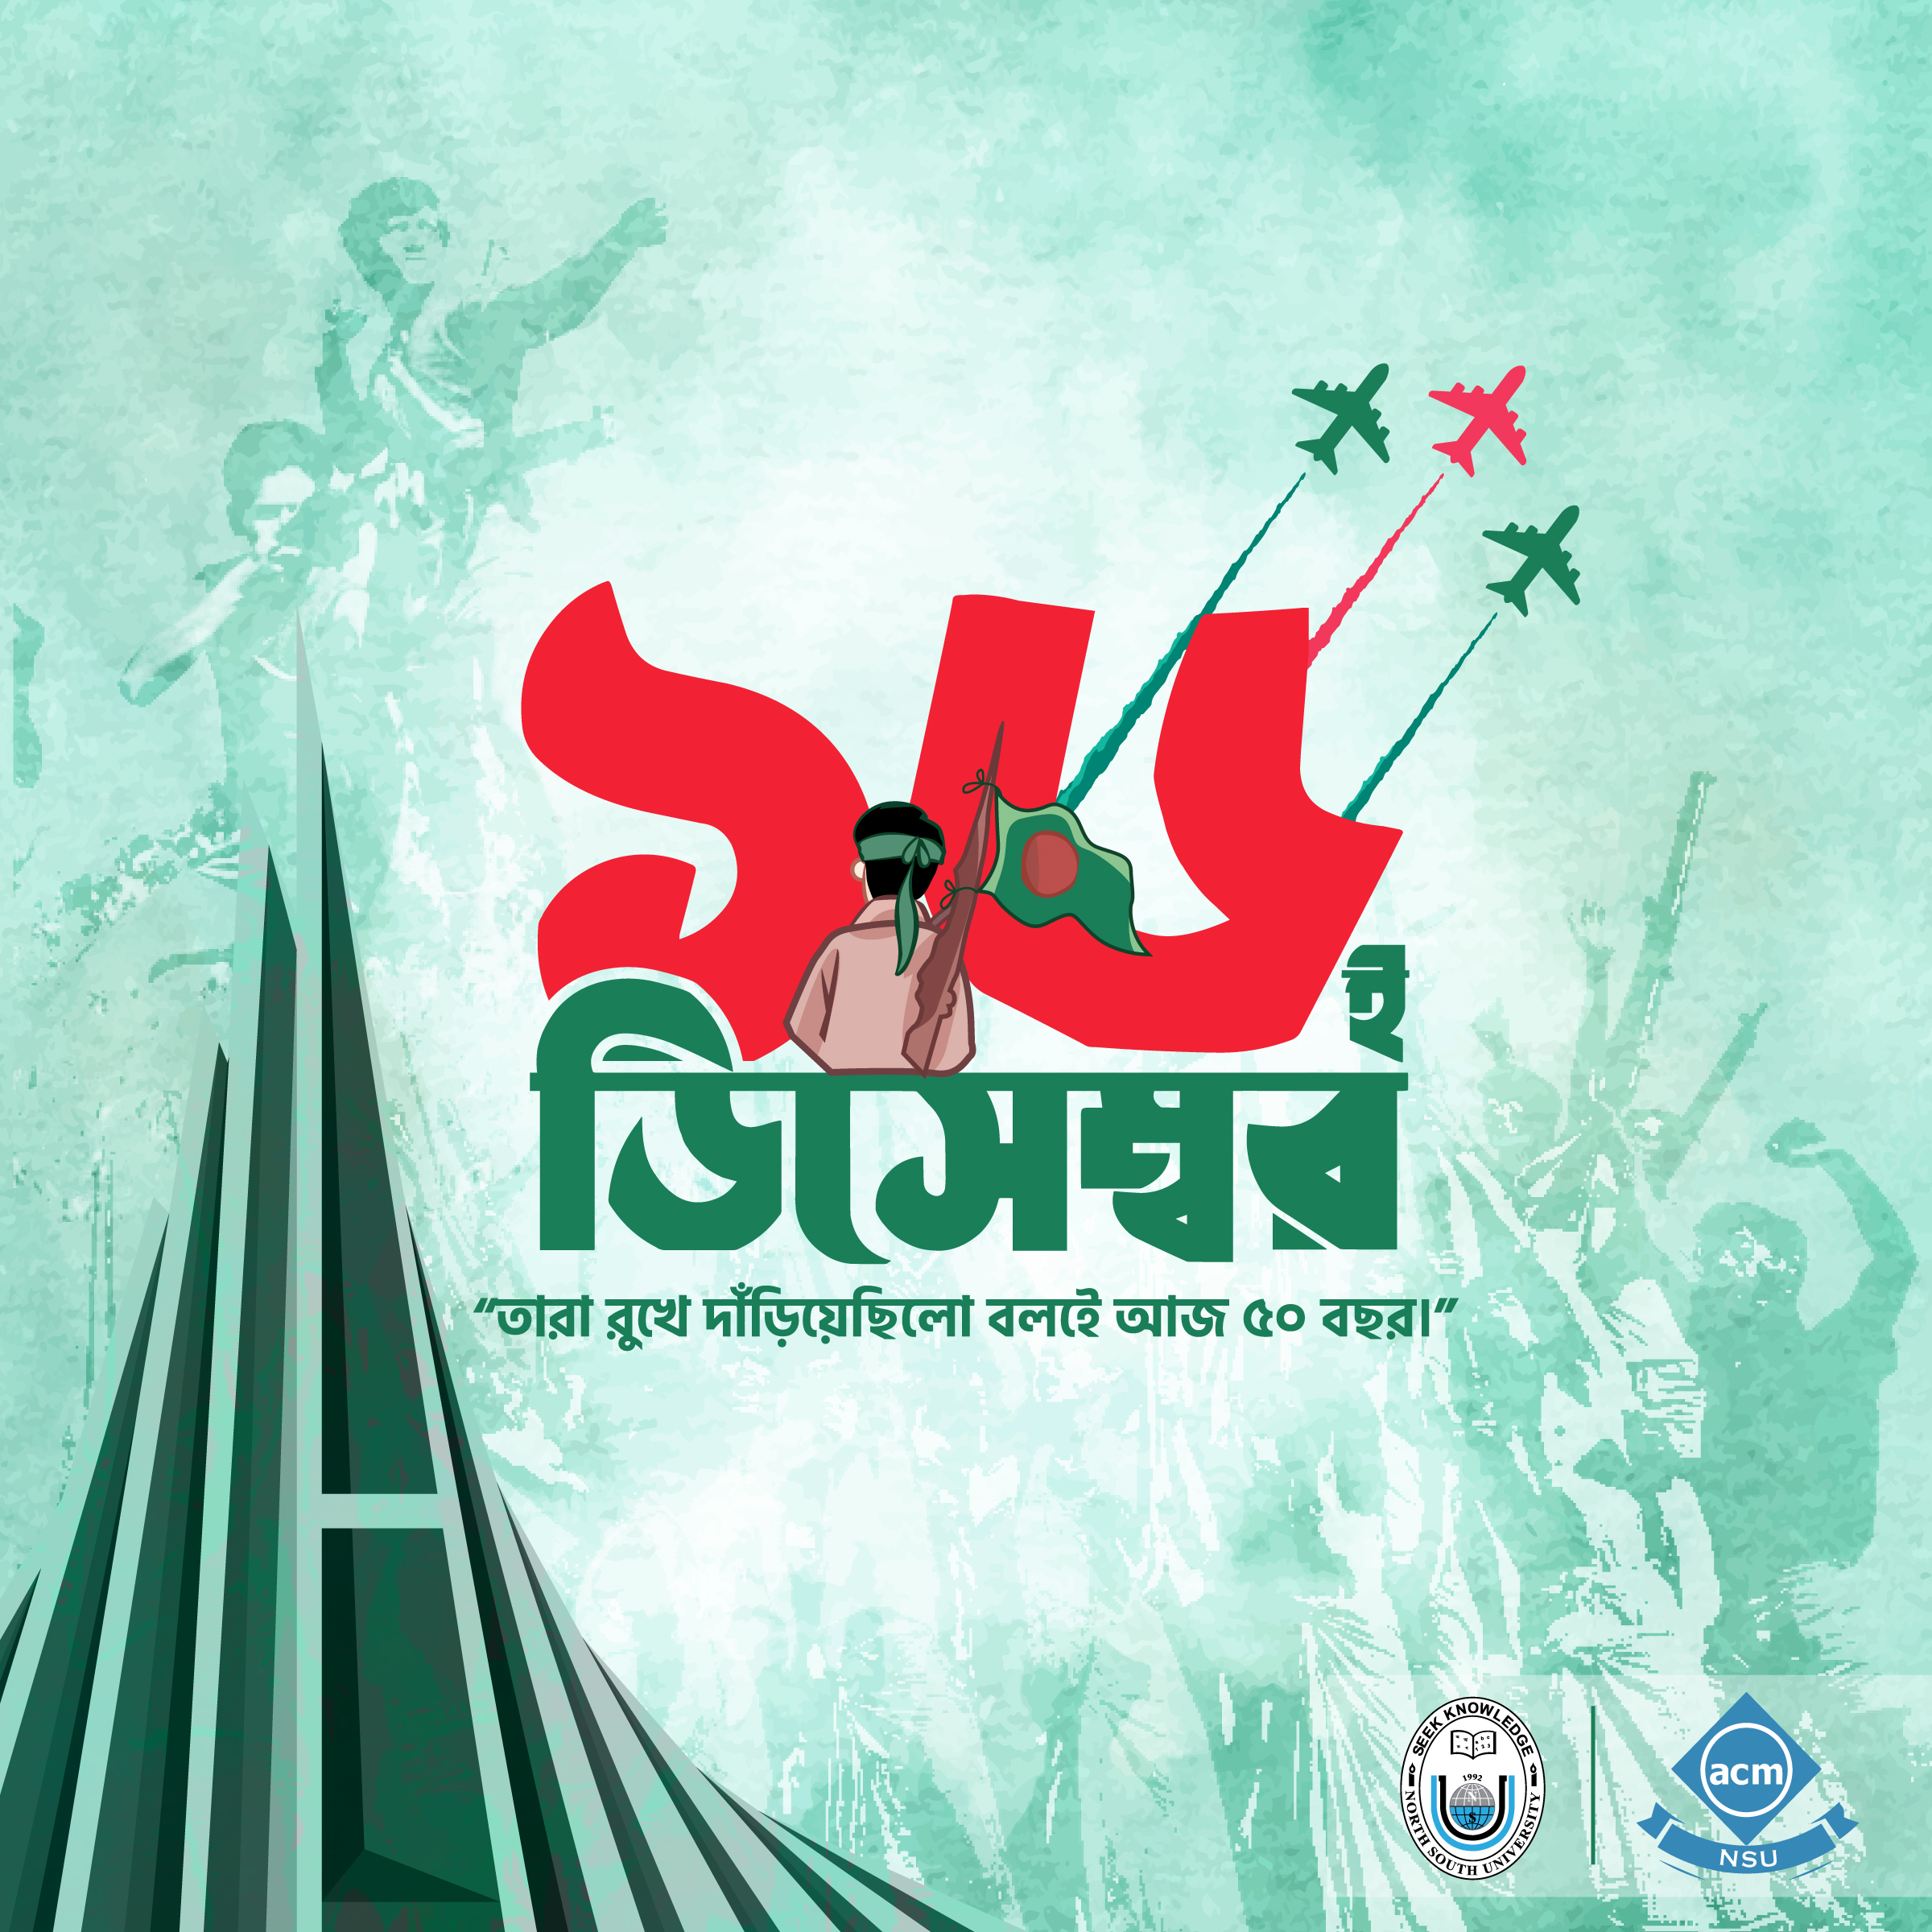 ১৬ই
ডিসেম্বর
“তারা রুখে দাঁড়িয়েছিলো বলেই আজ ৫০ বছর।”
SEEK KNOWLEDGE
1992
NORTH SOUTH UNIVERSITY
acm
NSU